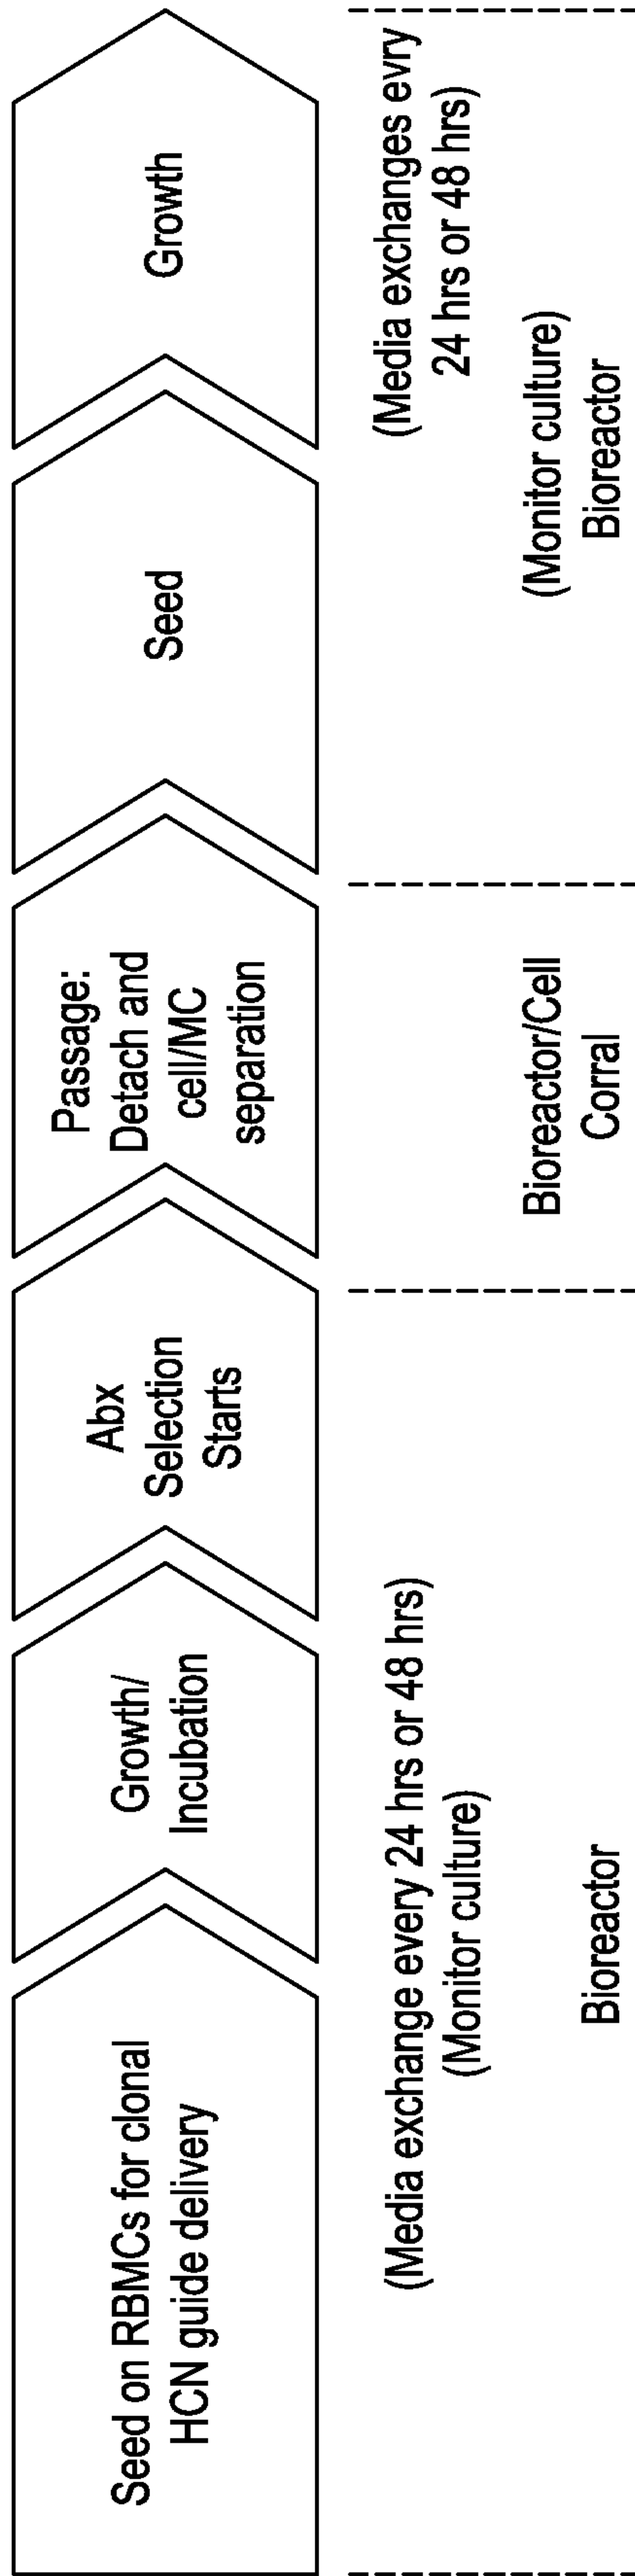 Seed on RBMCs for clonal
HCN guide delivery
Growth/
Incubation
Abx
Selection
Starts
Passage:
Detach and
cell/MC
separation
Seed
Growth
(Media exchange every 24 hrs or 48 hrs)
(Monitor culture)
Bioreactor
Bioreactor/Cell
Corral
(Media exchanges evry
24 hrs or 48 hrs)
(Monitor culture)
Bioreactor